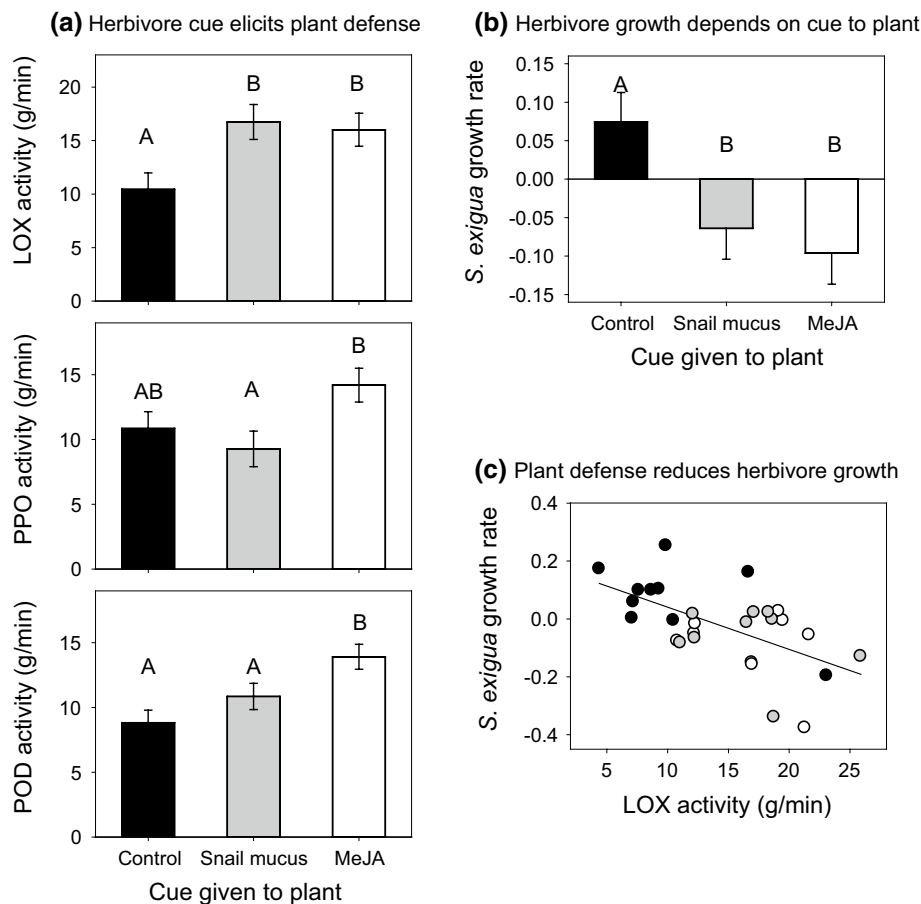 (a) Herbivore cue elicits plant defense
LOX activity (g/min)
20
15
10
5
0
A
B
B
PPO activity (g/min)
15
10
5
0
AB
A
B
POD activity (g/min)
15
10
5
0
A
A
B
Control Snail mucus MeJA
Cue given to plant
(b) Herbivore growth depends on cue to plant
S. exigua growth rate
0.10
0.05
0.00
-0.05
-0.10
-0.15
A
B
B
Control Snail mucus MeJA
Cue given to plant
(c) Plant defense reduces herbivore growth
S. exigua growth rate
0.4
0.2
0.0
-0.2
-0.4
5 10 15 20 25
LOX activity (g/min)